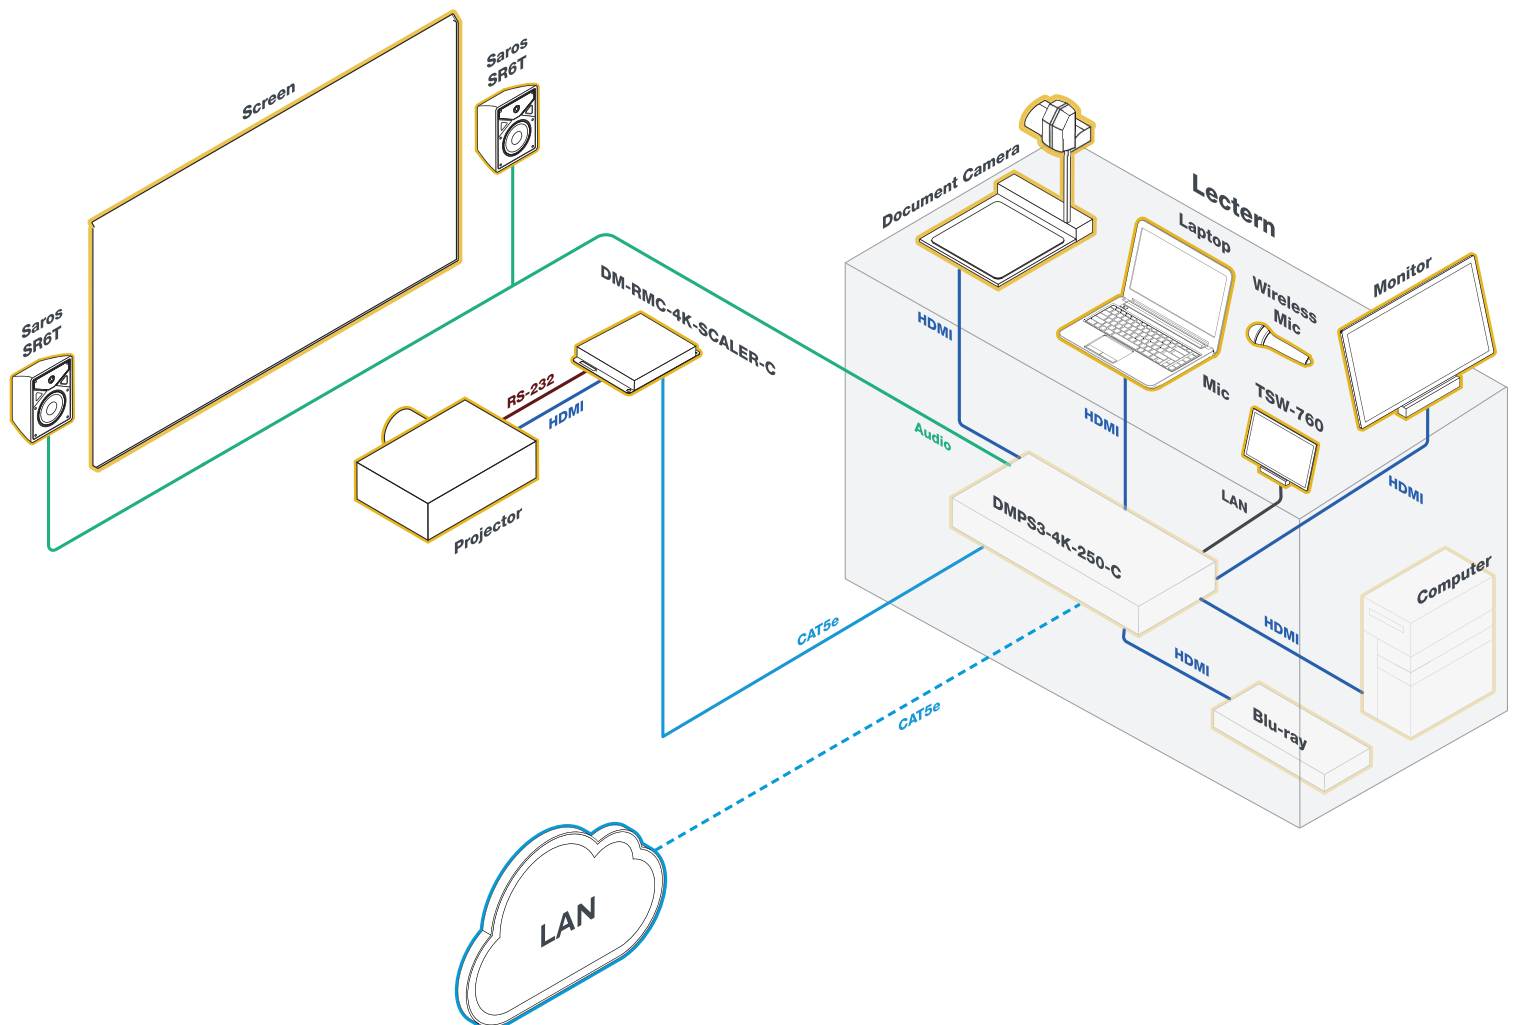 Screen
Saros
SR6T
Saros
SR6T
DM-RMC-4K-SCALER-C
RS-232
HDMI
Projector
Document Camera
Lectern
Laptop
Wireless
Mic
Monitor
HDMI
HDMI
Mic
TSW-760
Audio
LAN
HDMI
DMPS3-4K-250-C
Computer
CAT5e
HDMI
HDMI
CAT5e
Blu-ray
LAN